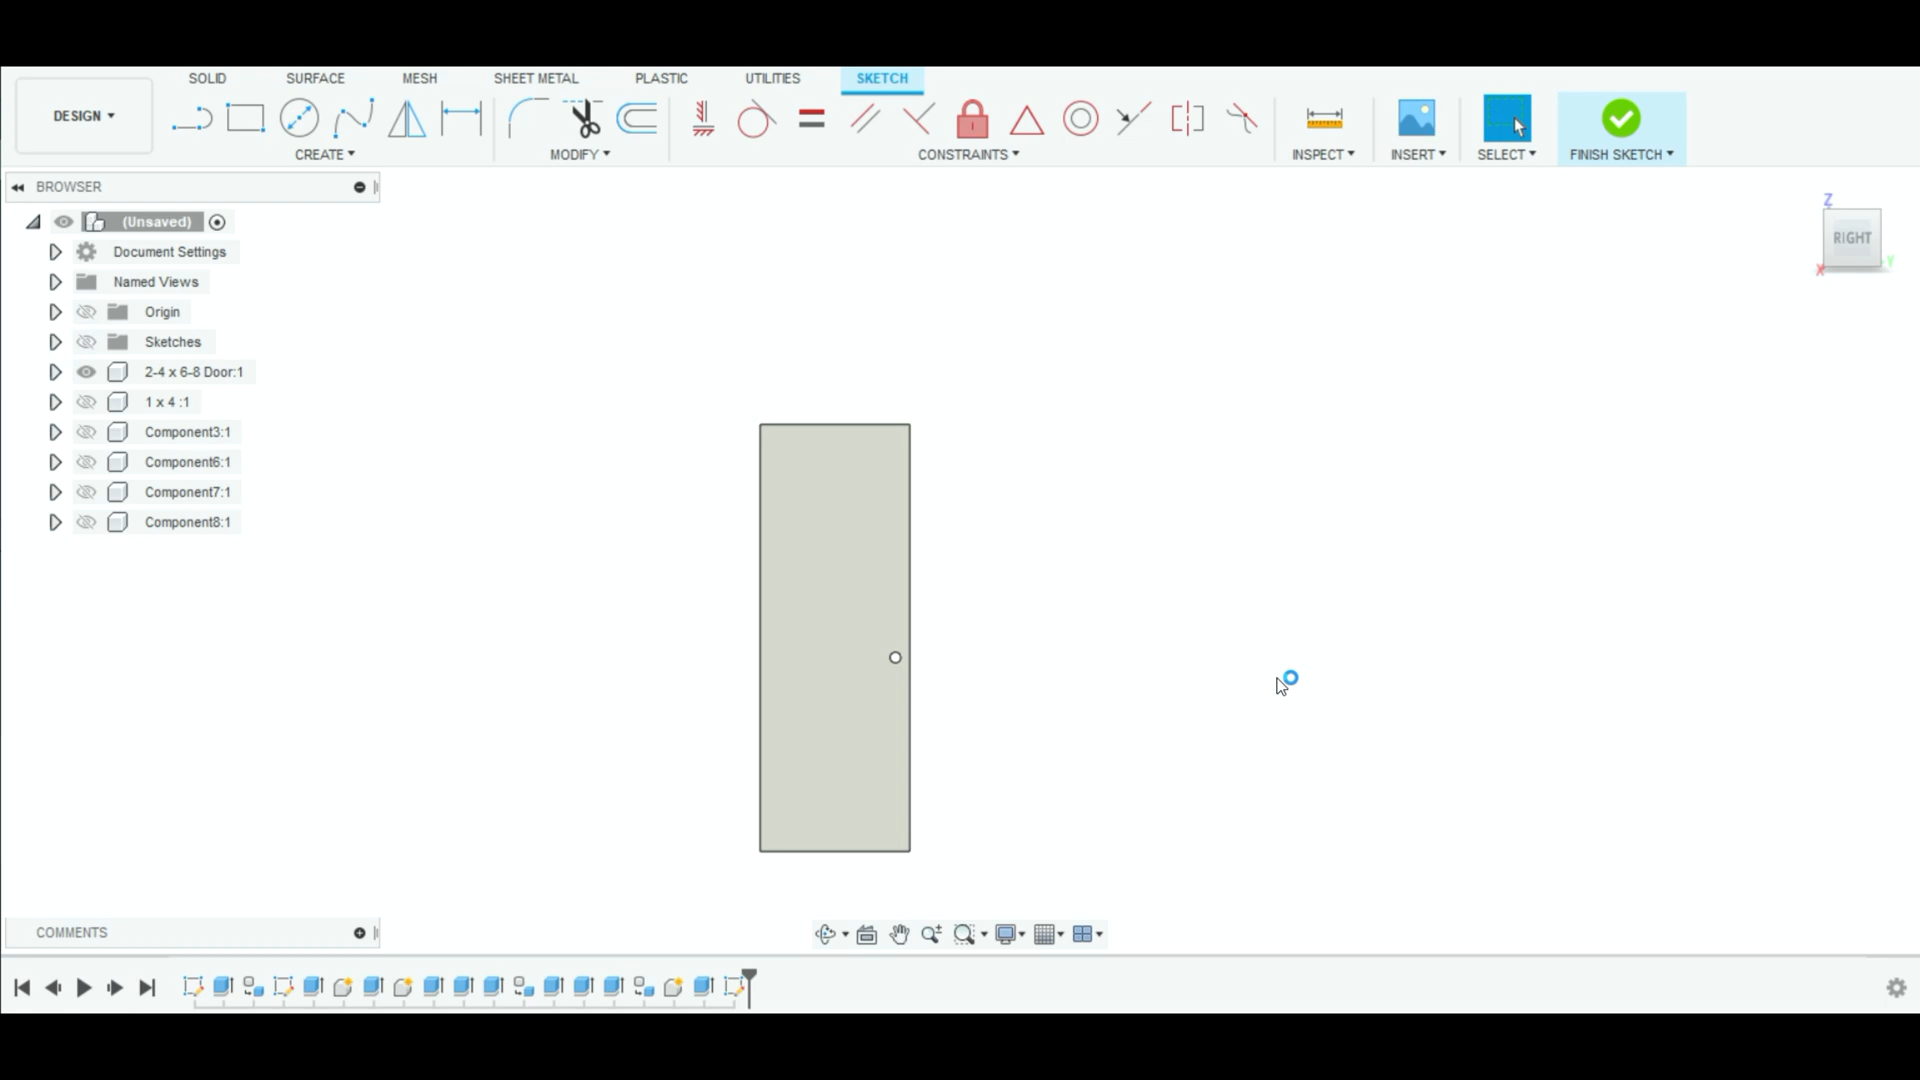 SOLID SURFACE MESH SHEET METAL PLASTIC UTILITIES SKETCH
DESIGN
CREATE MODIFY CONSTRAINTS INSPECT INSERT SELECT FINISH SKETCH
BROWSER
(Unsaved)
Document Settings
Named Views
Origin
Sketches
2-4 x 6-8 Door:1
1 x 4 :1
Component3:1
Component6:1
Component7:1
Component8:1
Z
RIGHT
X
Y
COMMENTS